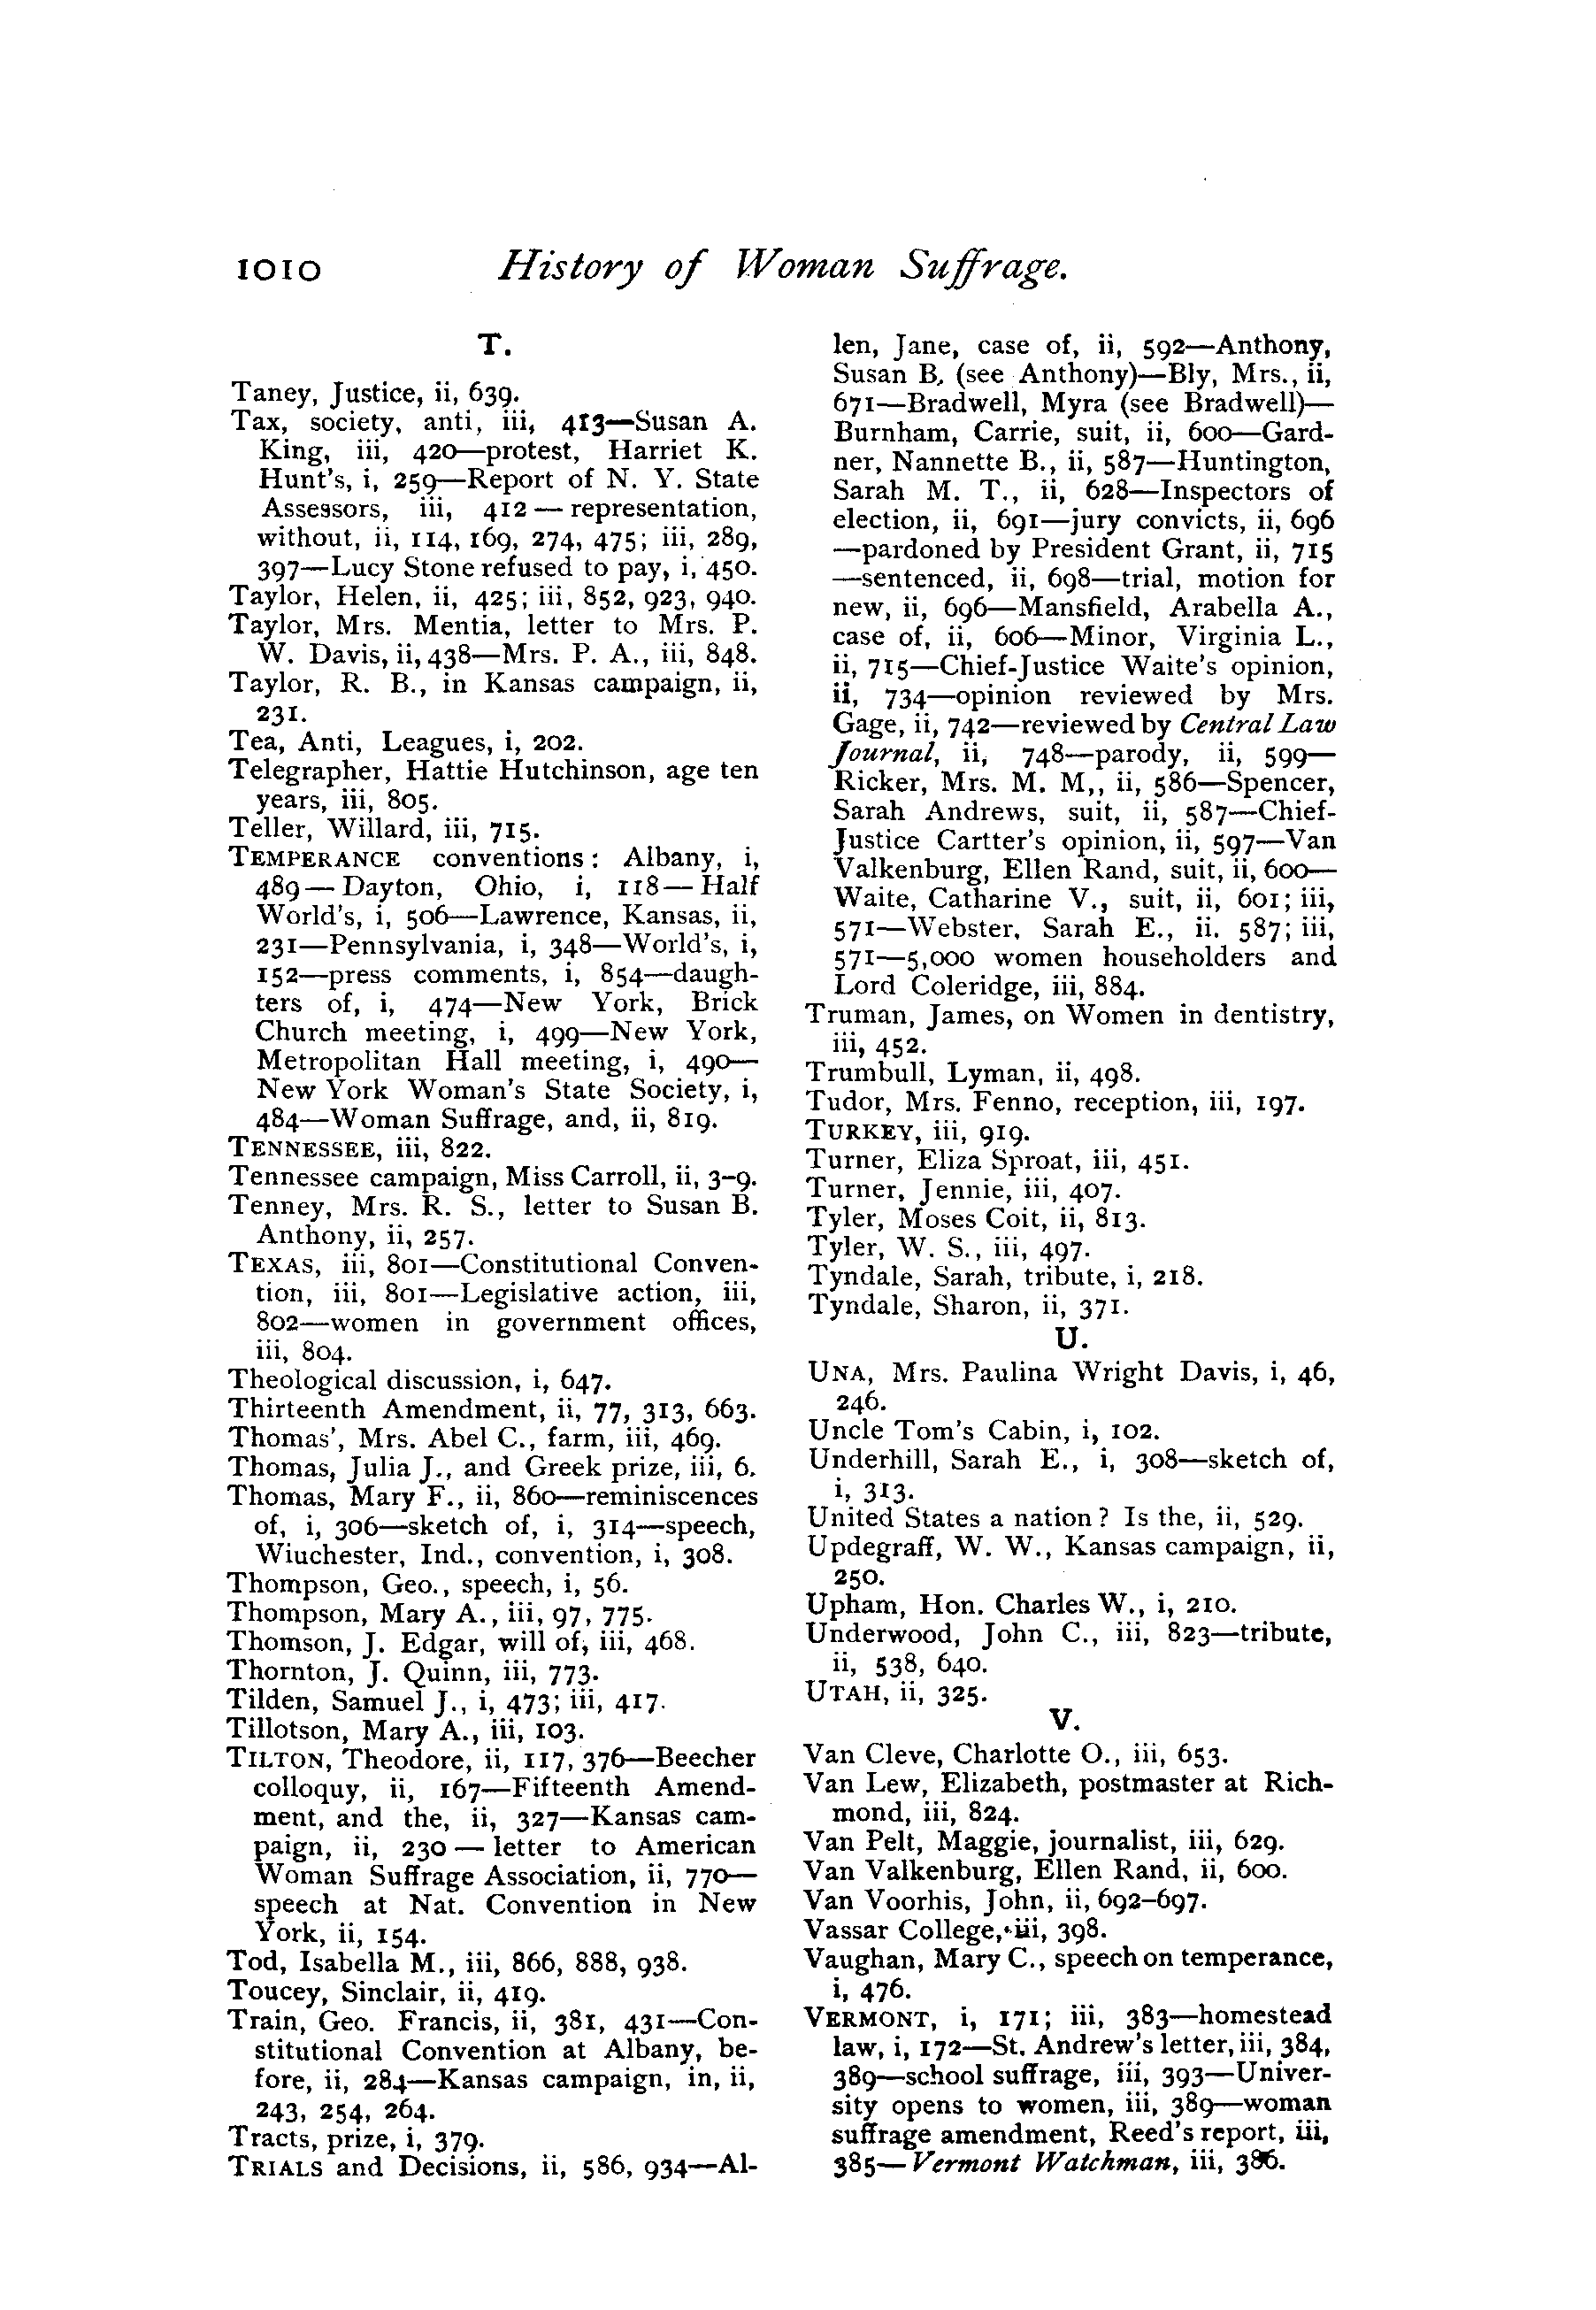 1010 History of Woman Suffrage.
T.
Taney, Justice, ii, 639.
Tax, society, anti, iii, 413—Susan A.
King, iii, 420—protest, Harriet K.
Hunt's, i, 259—Report of N. Y. State
Assessors, iii, 412 — representation,
without, ii, 114, 169, 274, 475; iii, 289,
397—Lucy Stone refused to pay, i, 450.
Taylor, Helen, ii, 425; iii, 852, 923, 940.
Taylor, Mrs. Mentia, letter to Mrs. P.
W. Davis, ii, 438—Mrs. P. A., iii, 848.
Taylor, R. B., in Kansas campaign, ii,
231.
Tea, Anti, Leagues, i, 202.
Telegrapher, Hattie Hutchinson, age ten
years, iii, 805.
Teller, Willard, iii, 715.
TEMPERANCE conventions: Albany, i,
489— Dayton, Ohio, i, 118— Half
World's, i, 506—Lawrence, Kansas, ii,
231—Pennsylvania, i, 348—World's, i,
152—press comments, i, 854—daugh-
ters of, i, 474—New York, Brick
Church meeting, i, 499—New York,
Metropolitan Hall meeting, i, 490—
New York Woman's State Society, i,
484—Woman Suffrage, and, ii, 819.
TENNESSEE, iii, 822.
Tennessee campaign, Miss Carroll, ii, 3-9.
Tenney, Mrs. R. S., letter to Susan B.
Anthony, ii, 257.
TEXAS, iii, 801—Constitutional Conven-
tion, iii, 801—Legislative action, iii,
802—women in government offices,
iii, 804.
Theological discussion, i, 647.
Thirteenth Amendment, ii, 77, 313, 663.
Thomas', Mrs. Abel C., farm, iii, 469.
Thomas, Julia J., and Greek prize, iii, 6.
Thomas, Mary F., ii, 860—reminiscences
of, i, 306—sketch of, i, 314—speech,
Wiuchester, Ind., convention, i, 308.
Thompson, Geo., speech, i, 56.
Thompson, Mary A., iii, 97, 775.
Thomson, J. Edgar, will of, iii, 468.
Thornton, J. Quinn, iii, 773.
Tilden, Samuel J., i, 473; iii, 417.
Tillotson, Mary A., iii, 103.
TILTON, Theodore, ii, 117, 376—Beecher
colloquy, ii, 167—Fifteenth Amend-
ment, and the, ii, 327—Kansas cam-
paign, ii, 230 — letter to American
Woman Suffrage Association, ii, 770—
speech at Nat. Convention in New
York, ii, 154.
Tod, Isabella M., iii, 866, 888, 938.
Toucey, Sinclair, ii, 419.
Train, Geo. Francis, ii, 381, 431—Con-
stitutional Convention at Albany, be-
fore, ii, 284—Kansas campaign, in, ii,
243, 254, 264.
Tracts, prize, i, 379.
TRIALS and Decisions, ii, 586, 934—Al-
len, Jane, case of, ii, 592—Anthony,
Susan B, (see Anthony)—Bly, Mrs., ii,
671—Bradwell, Myra (see Bradwell)—
Burnham, Carrie, suit, ii, 600—Gard-
ner, Nannette B., ii, 587—Huntington,
Sarah M. T., ii, 628—Inspectors of
election, ii, 691—jury convicts, ii, 696
—pardoned by President Grant, ii, 715
—sentenced, ii, 698—trial, motion for
new, ii, 696—Mansfield, Arabella A.,
case of, ii, 606—Minor, Virginia L.,
ii, 715—Chief-Justice Waite's opinion,
ii, 734—opinion reviewed by Mrs.
Gage, ii, 742—reviewed by Central Law
Journal, ii, 748—parody, ii, 599—
Ricker, Mrs. M. M,, ii, 586—Spencer,
Sarah Andrews, suit, ii, 587—Chief-
Justice Cartter's opinion, ii, 597—Van
Valkenburg, Ellen Rand, suit, ii, 600—
Waite, Catharine V., suit, ii, 601; iii,
571—Webster, Sarah E., ii. 587; iii,
571—5,000 women householders and
Lord Coleridge, iii, 884.
Truman, James, on Women in dentistry,
iii, 452.
Trumbull, Lyman, ii, 498.
Tudor, Mrs. Fenno, reception, iii, 197.
TURKEY, iii, 919.
Turner, Eliza Sproat, iii, 451.
Turner, Jennie, iii, 407.
Tyler, Moses Coit, ii, 813.
Tyler, W. S., iii, 497.
Tyndale, Sarah, tribute, i, 218.
Tyndale, Sharon, ii, 371.
U.
UNA, Mrs. Paulina Wright Davis, i, 46,
246.
Uncle Tom's Cabin, i, 102.
Underhill, Sarah E., i, 308—sketch of,
i, 313.
United States a nation? Is the, ii, 529.
Updegraff, W. W., Kansas campaign, ii,
250.
Upham, Hon. Charles W., i, 210.
Underwood, John C., iii, 823—tribute,
ii, 538, 640.
UTAH, ii, 325.
V.
Van Cleve, Charlotte O., iii, 653.
Van Lew, Elizabeth, postmaster at Rich-
mond, iii, 824.
Van Pelt, Maggie, journalist, iii, 629.
Van Valkenburg, Ellen Rand, ii, 600.
Van Voorhis, John, ii, 692-697.
Vassar College, iii, 398.
Vaughan, Mary C., speech on temperance,
i, 476.
VERMONT, i, 171; iii, 383—homestead
law, i, 172—St. Andrew's letter, iii, 384,
389—school suffrage, iii, 393—Univer-
sity opens to women, iii, 389—woman
suffrage amendment, Reed's report, iii,
385—Vermont Watchman, iii, 386.